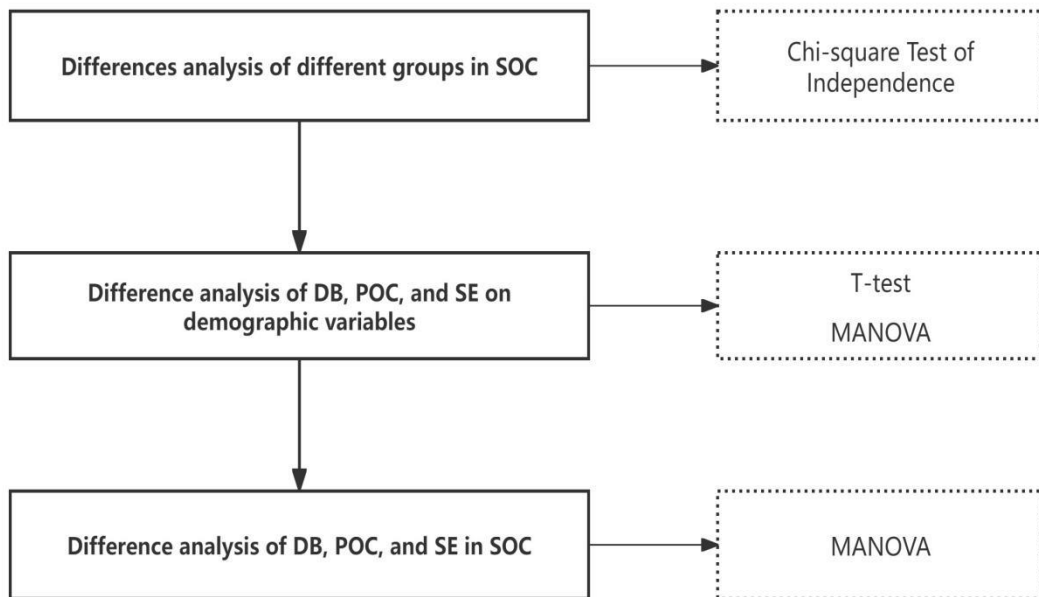 Differences analysis of different groups in SOC
Chi-square Test of
Independence
Difference analysis of DB, POC, and SE on
demographic variables
T-test
MANOVA
Difference analysis of DB, POC, and SE in SOC
MANOVA